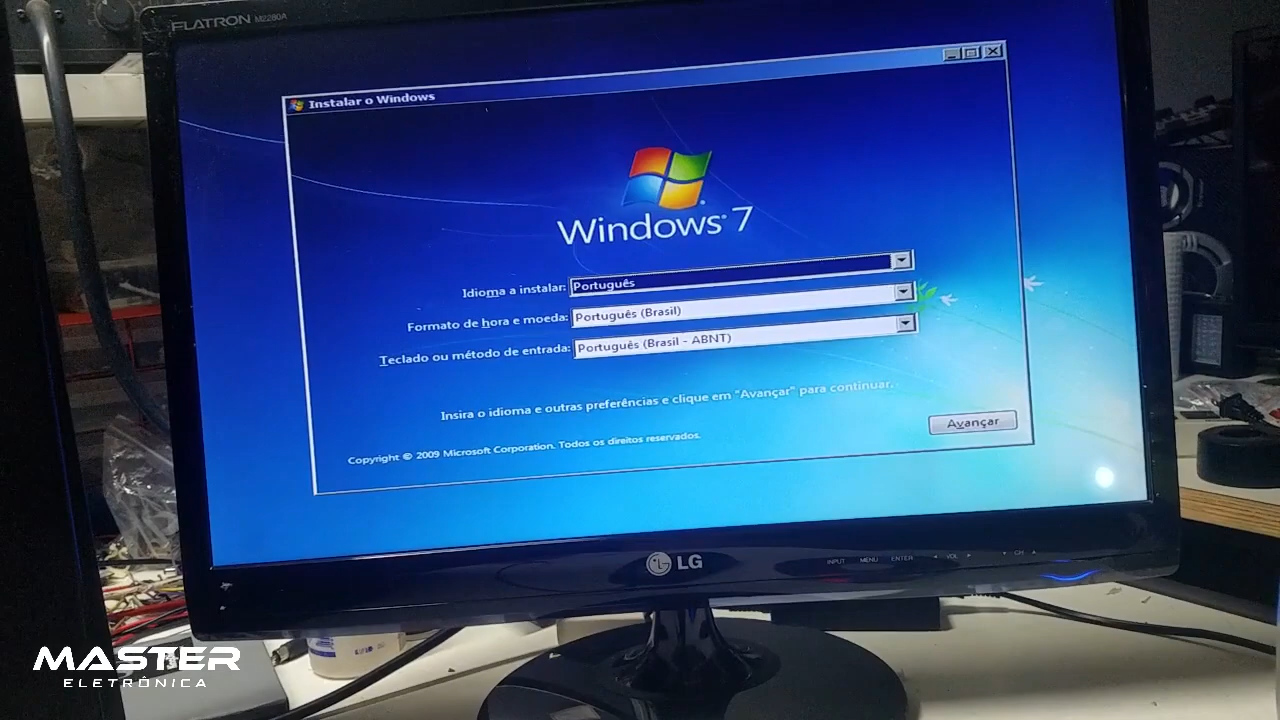 FLATRON M2280A
Instalar o Windows
Windows 7
Idioma a instalar: Português
Formato de hora e moeda: Português (Brasil)
Teclado ou método de entrada: Português (Brasil - ABNT)
Insira o idioma e outras preferências e clique em "Avançar" para continuar.
Avançar
Copyright © 2009 Microsoft Corporation. Todos os direitos reservados.
LG
INPUT MENU ENTER VOL CH
MASTER
ELETRÔNICA